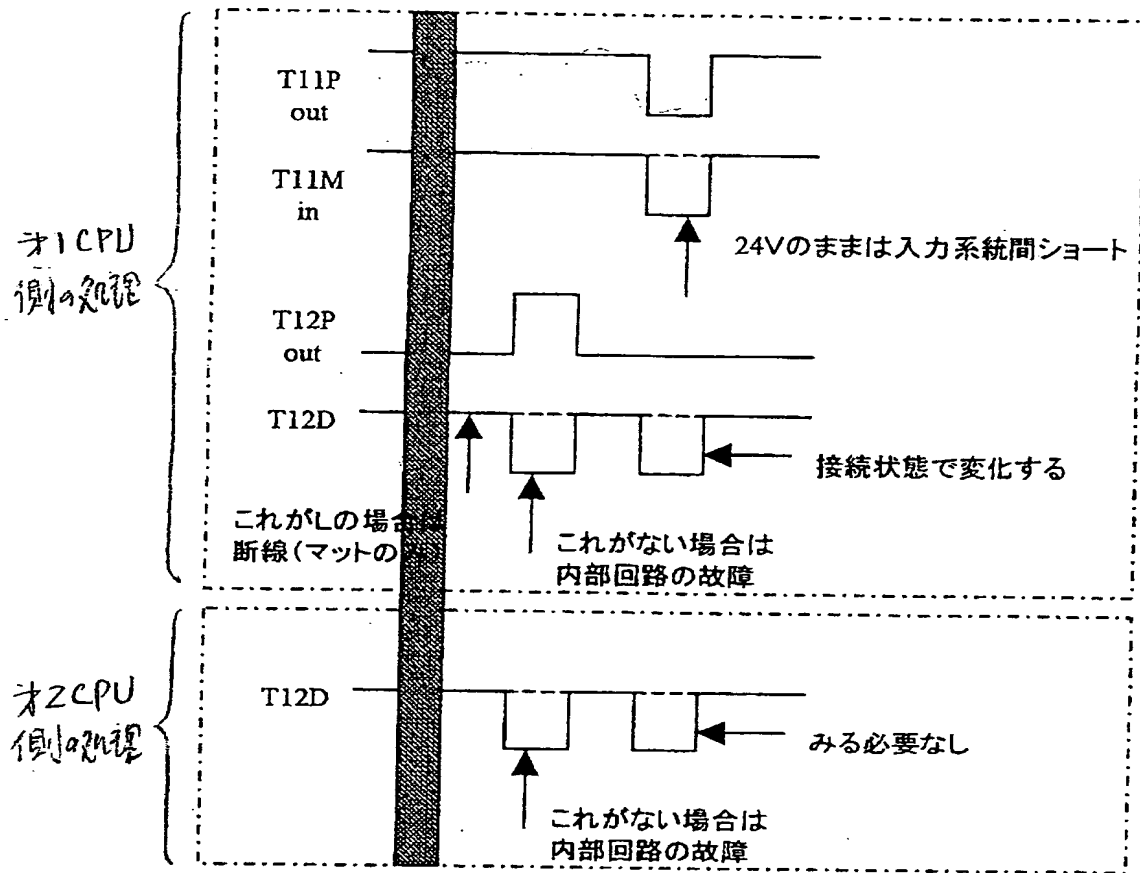 T11P
out
T11M
in
24Vのままは入力系統間ショート
才1CPU
側の処理
T12P
out
T12D
接続状態で変化する
これがLの場合は
断線(マットのみ)
これがない場合は
内部回路の故障
才2CPU
側の処理
T12D
みる必要なし
これがない場合は
内部回路の故障